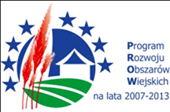 Program
Rozwoju
Obszarów
Wiejskich
na lata 2007-2013